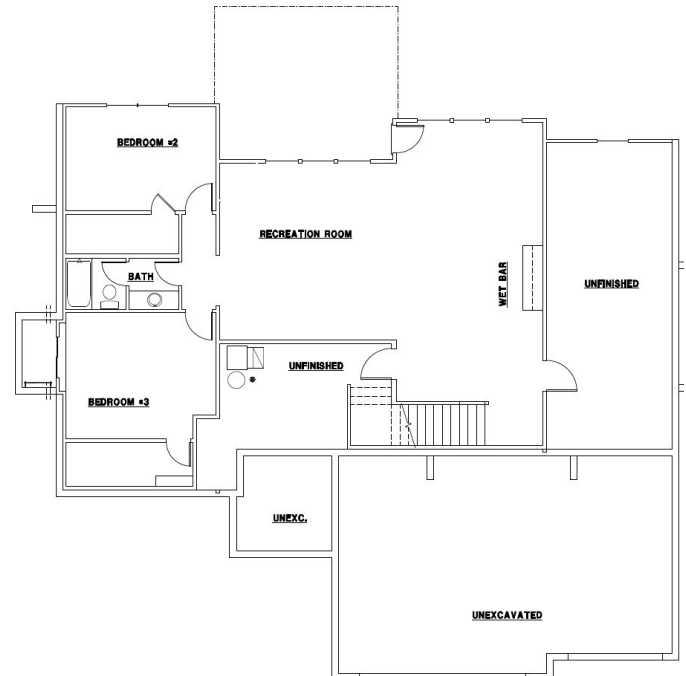 BEDROOM #2
RECREATION ROOM
BATH
WET BAR
UNFINISHED
UNFINISHED
BEDROOM #3
UNEXC.
UNEXCAVATED